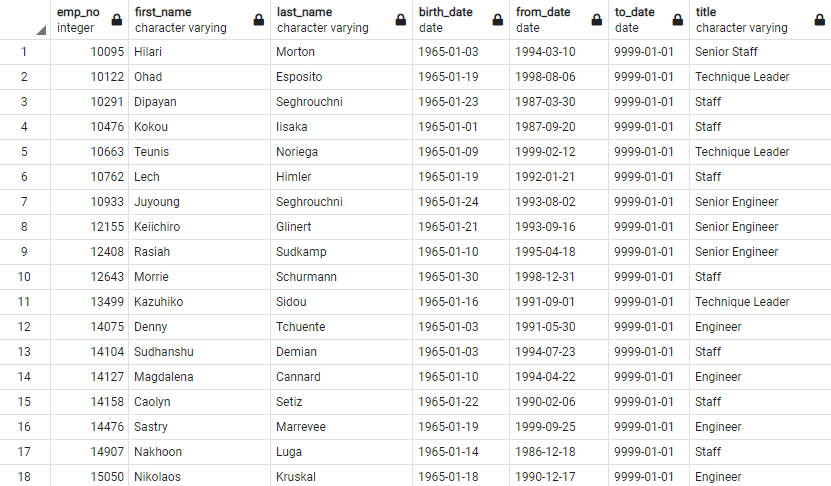 emp_no first_name last_name birth_date from_date to_date title
integer character varying character varying date date date character varying
1 10095 Hilari Morton 1965-01-03 1994-03-10 9999-01-01 Senior Staff
2 10122 Ohad Esposito 1965-01-19 1998-08-06 9999-01-01 Technique Leader
3 10291 Dipayan Seghrouchni 1965-01-23 1987-03-30 9999-01-01 Staff
4 10476 Kokou Iisaka 1965-01-01 1987-09-20 9999-01-01 Staff
5 10663 Teunis Noriega 1965-01-09 1999-02-12 9999-01-01 Technique Leader
6 10762 Lech Himler 1965-01-19 1992-01-21 9999-01-01 Staff
7 10933 Juyoung Seghrouchni 1965-01-24 1993-08-02 9999-01-01 Senior Engineer
8 12155 Keiichiro Glinert 1965-01-21 1993-09-16 9999-01-01 Senior Engineer
9 12408 Rasiah Sudkamp 1965-01-10 1995-04-18 9999-01-01 Senior Engineer
10 12643 Morrie Schurmann 1965-01-30 1998-12-31 9999-01-01 Staff
11 13499 Kazuhiko Sidou 1965-01-16 1991-09-01 9999-01-01 Technique Leader
12 14075 Denny Tchuente 1965-01-03 1991-05-30 9999-01-01 Engineer
13 14104 Sudhanshu Demian 1965-01-03 1994-07-23 9999-01-01 Staff
14 14127 Magdalena Cannard 1965-01-10 1994-04-22 9999-01-01 Engineer
15 14158 Caolyn Setiz 1965-01-22 1990-02-06 9999-01-01 Staff
16 14476 Sastry Marrevee 1965-01-19 1999-09-25 9999-01-01 Engineer
17 14907 Nakhoon Luga 1965-01-14 1986-12-18 9999-01-01 Staff
18 15050 Nikolaos Kruskal 1965-01-18 1990-12-17 9999-01-01 Engineer